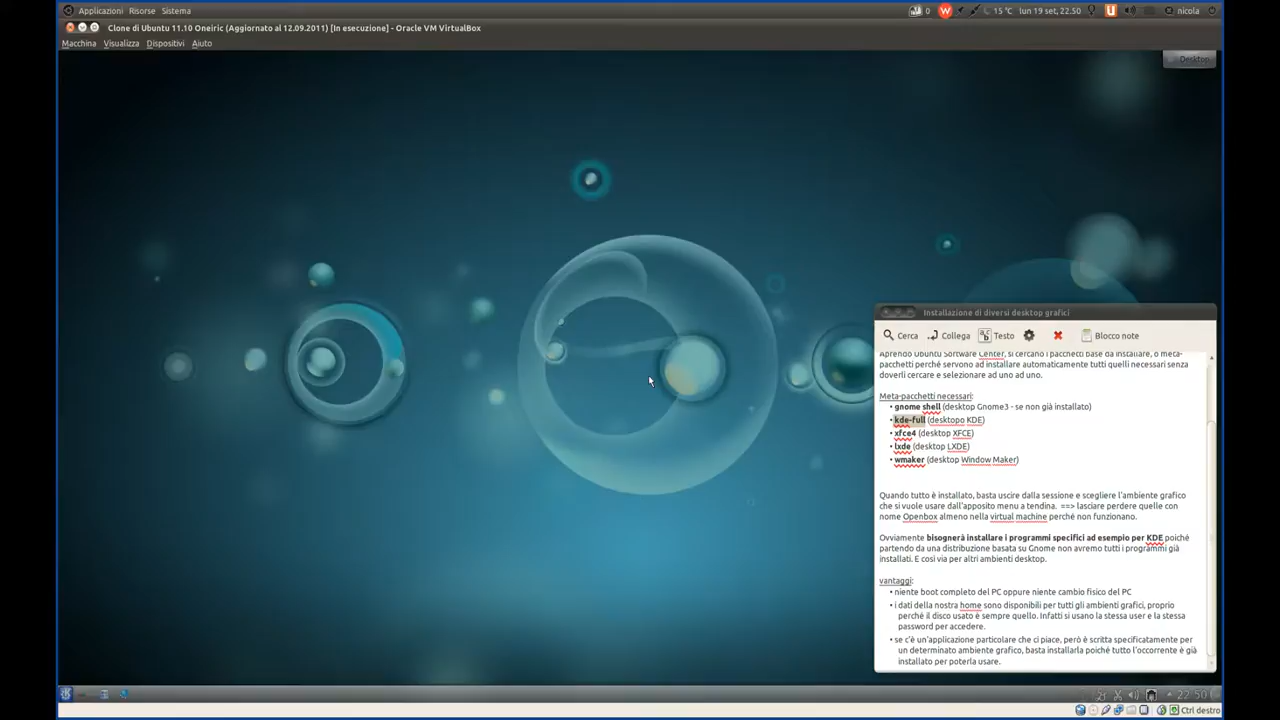 Applicazioni Risorse Sistema
0 15 °C lun 19 set, 22.50 nicola
Clone di Ubuntu 11.10 Oneiric (Aggiornato al 12.09.2011) [In esecuzione] - Oracle VM VirtualBox
Macchina Visualizza Dispositivi Aiuto
Desktop
Installazione di diversi desktop grafici
Cerca Collega Testo Blocco note
Aprendo Ubuntu Software Center, si cercano i pacchetti base da installare, o meta-
pacchetti perché servono ad installare automaticamente tutti quelli necessari senza
doverli cercare e selezionare ad uno ad uno.
Meta-pacchetti necessari:
• gnome shell (desktop Gnome3 - se non già installato)
• kde-full (desktopo KDE)
• xfce4 (desktop XFCE)
• lxde (desktop LXDE)
• wmaker (desktop Window Maker)
Quando tutto è installato, basta uscire dalla sessione e scegliere l'ambiente grafico
che si vuole usare dall'apposito menu a tendina. ==> lasciare perdere quelle con
nome Openbox almeno nella virtual machine perché non funzionano.
Ovviamente bisognerà installare i programmi specifici ad esempio per KDE poiché
partendo da una distribuzione basata su Gnome non avremo tutti i programmi già
installati. E cosi via per altri ambienti desktop.
vantaggi:
• niente boot completo del PC oppure niente cambio fisico del PC
• i dati della nostra home sono disponibili per tutti gli ambienti grafici, proprio
perché il disco usato è sempre quello. Infatti si usano la stessa user e la stessa
password per accedere.
• se c'è un'applicazione particolare che ci piace, però è scritta specificatamente per
un determinato ambiente grafico, basta installarla poiché tutto l'occorrente è già
installato per poterla usare.
22 50
Ctrl destro